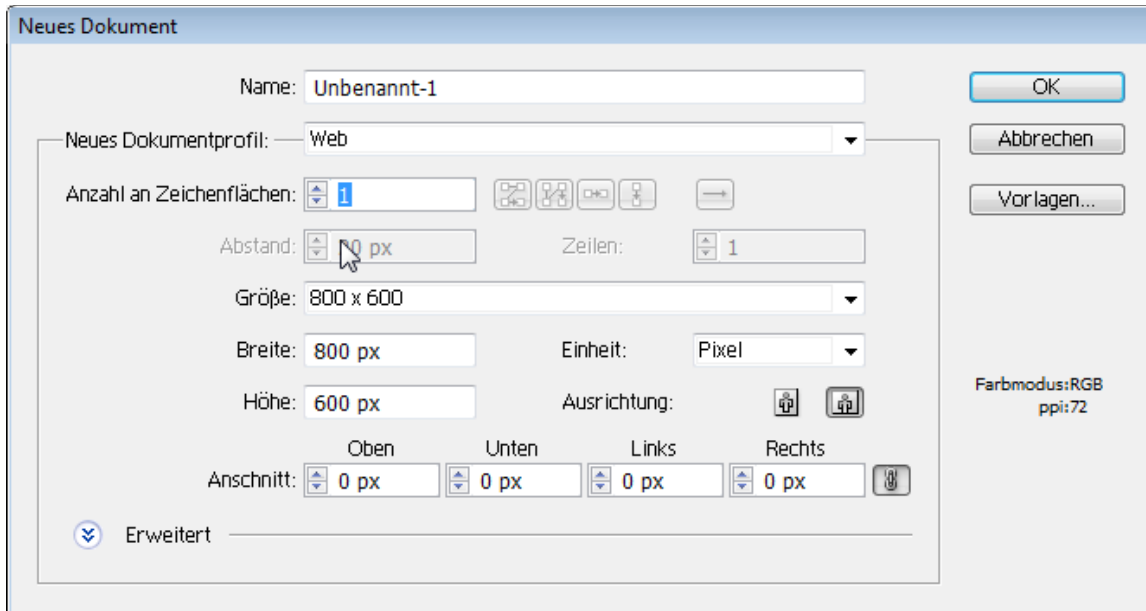 Neues Dokument
Name: Unbenannt-1
OK
Neues Dokumentprofil: Web
Abbrechen
Anzahl an Zeichenflächen: 1
Vorlagen...
Abstand: px Zeilen: 1
Größe: 800 x 600
Breite: 800 px Einheit: Pixel
Höhe: 600 px Ausrichtung:
Farbmodus:RGB
ppi:72
Oben Unten Links Rechts
Anschnitt: 0 px 0 px 0 px 0 px
Erweitert